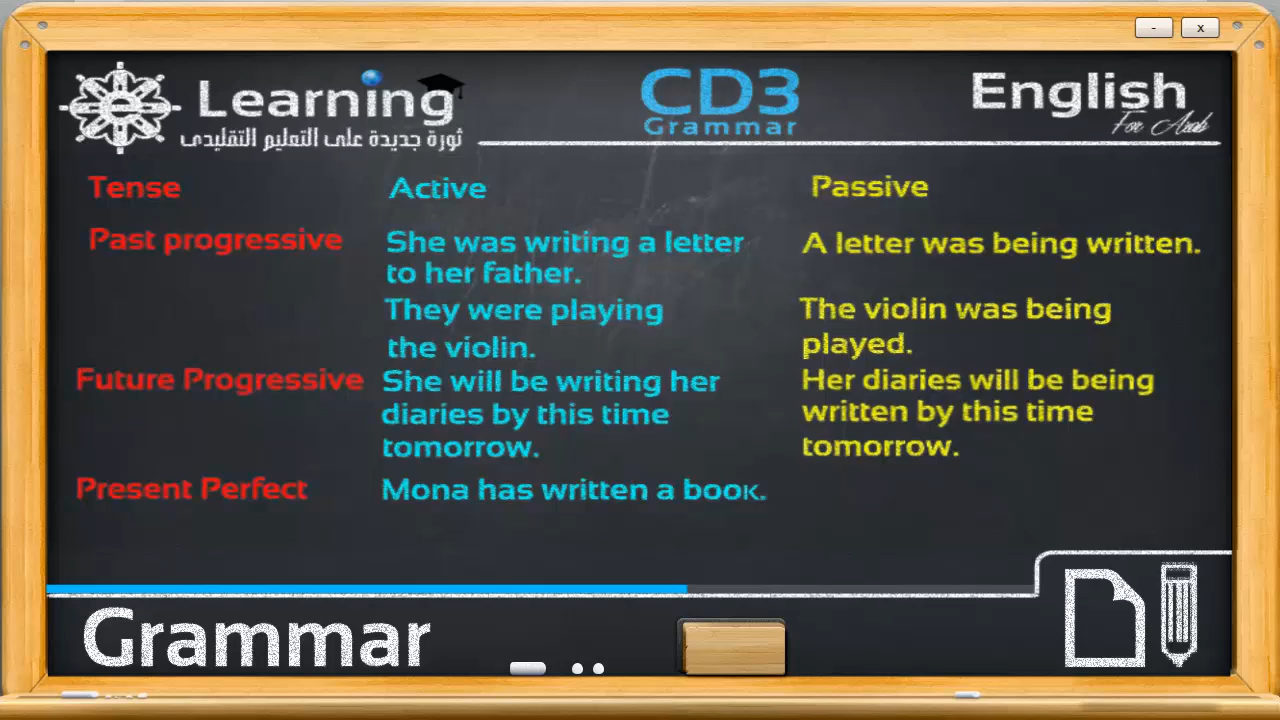 - x
Learning
ثورة جديدة على التعليم التقليدى
CD3
Grammar
English
For Arab
Tense Active Passive
Past progressive She was writing a letter A letter was being written.
to her father.
They were playing The violin was being
the violin. played.
Future Progressive She will be writing her Her diaries will be being
diaries by this time written by this time
tomorrow. tomorrow.
Present Perfect Mona has written a book.
Grammar